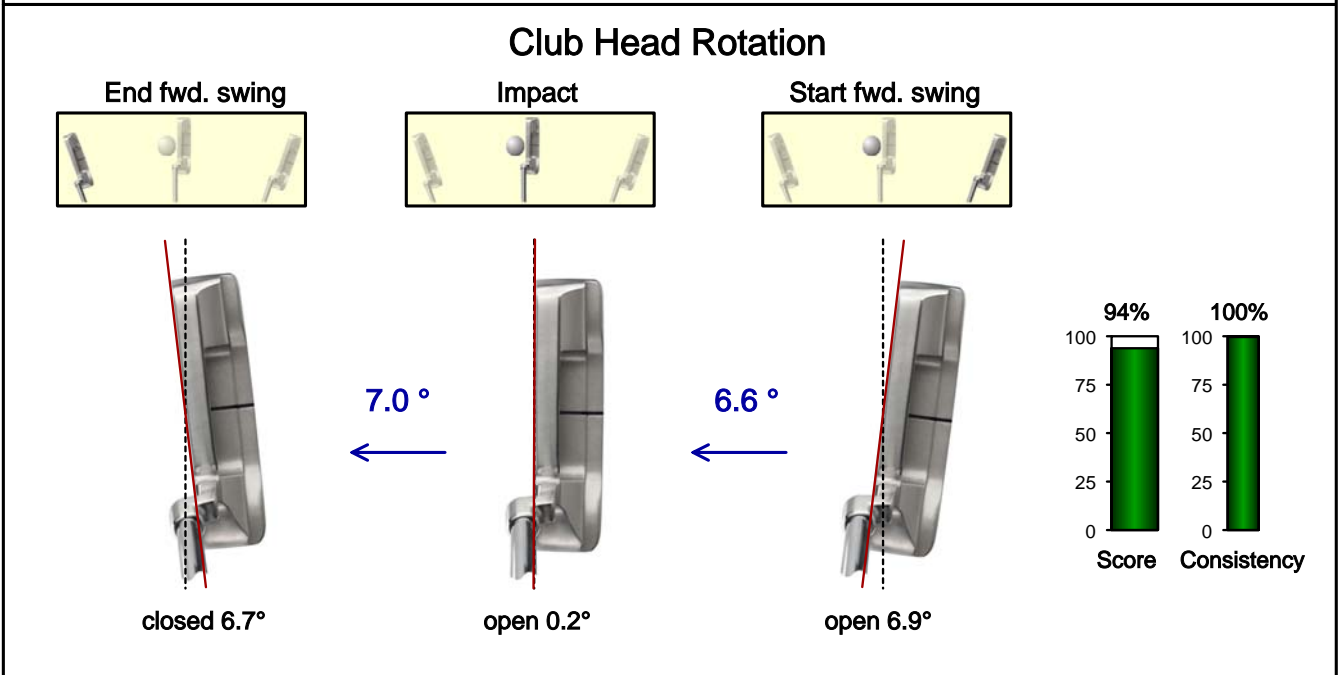 Club Head Rotation
End fwd. swing
Impact
Start fwd. swing
7.0 °
6.6 °
94%
100%
100
75
50
25
0
100
75
50
25
0
Score
Consistency
closed 6.7°
open 0.2°
open 6.9°